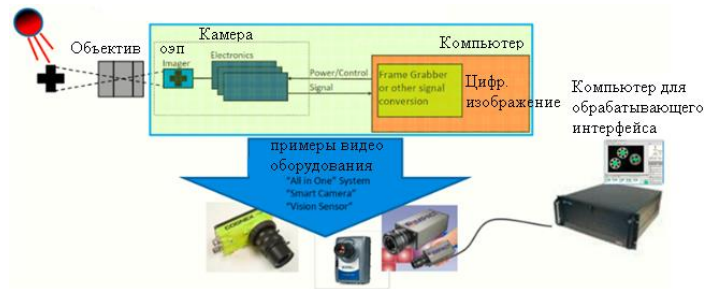 Камера
Объектив
оэп
Imager
Electronics
Компьютер
Power/Control
Signal
Frame Grabber
or other signal
conversion
Цифр.
изображение
Компьютер для
обрабатывающего
интерфейса
примеры видео
оборудования
"All in One" System
"Smart Camera"
"Vision Sensor"
COGNEX